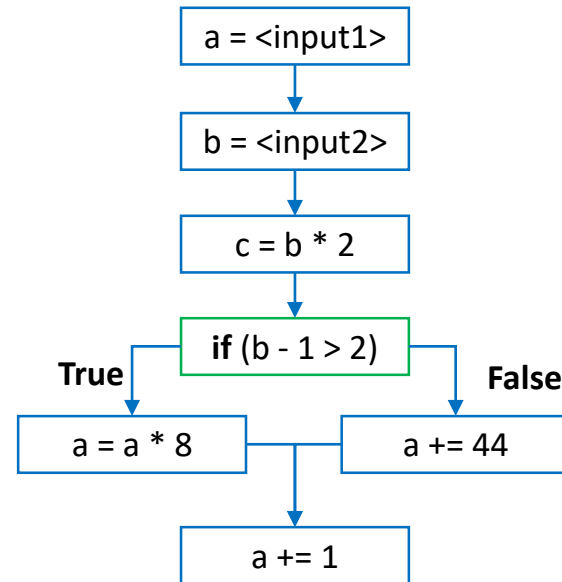 a = <input1>
b = <input2>
c = b * 2
if (b - 1 > 2)
True
False
a = a * 8
a += 44
a += 1